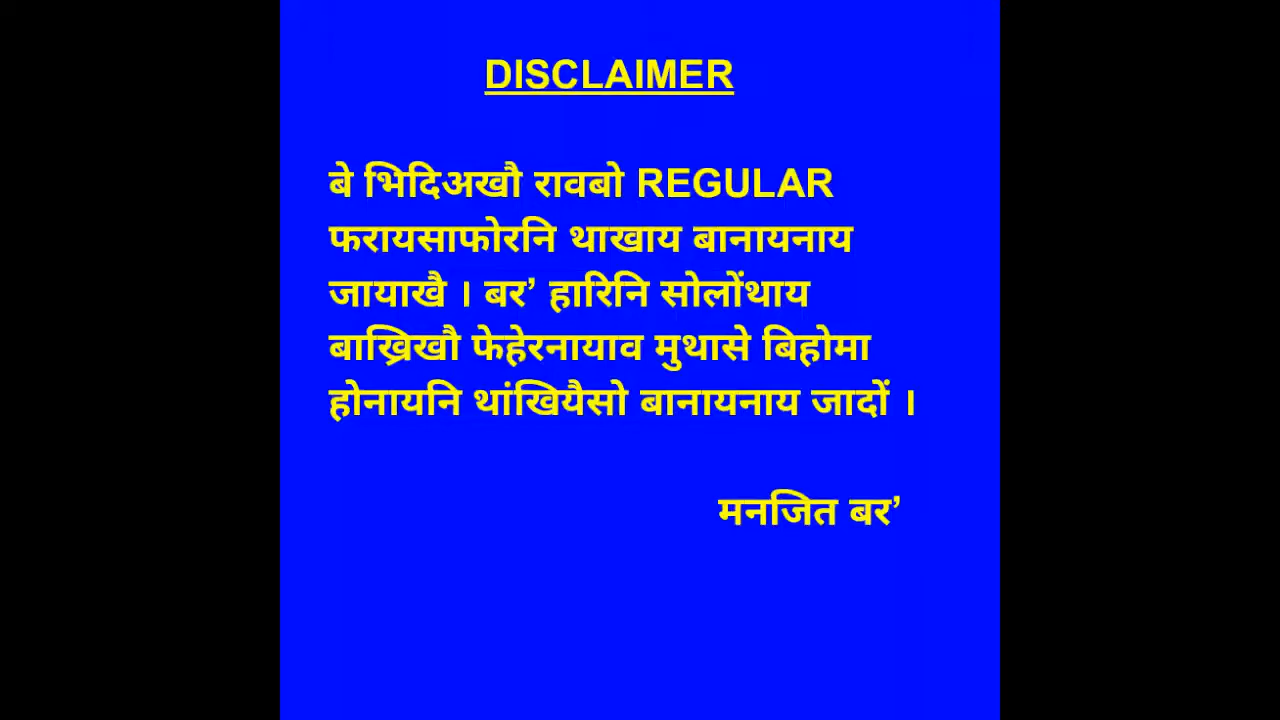 DISCLAIMER
बे भिदिअखौ रावबो REGULAR
फरायसाफोरनि थाखाय बानायनाय
जायाखै । बर’ हारिनि सोलोंथाय
बाख्रिखौ फेहेरनायाव मुथासे बिहोमा
होनायनि थांखियैसो बानायनाय जादों ।
मनजित बर’